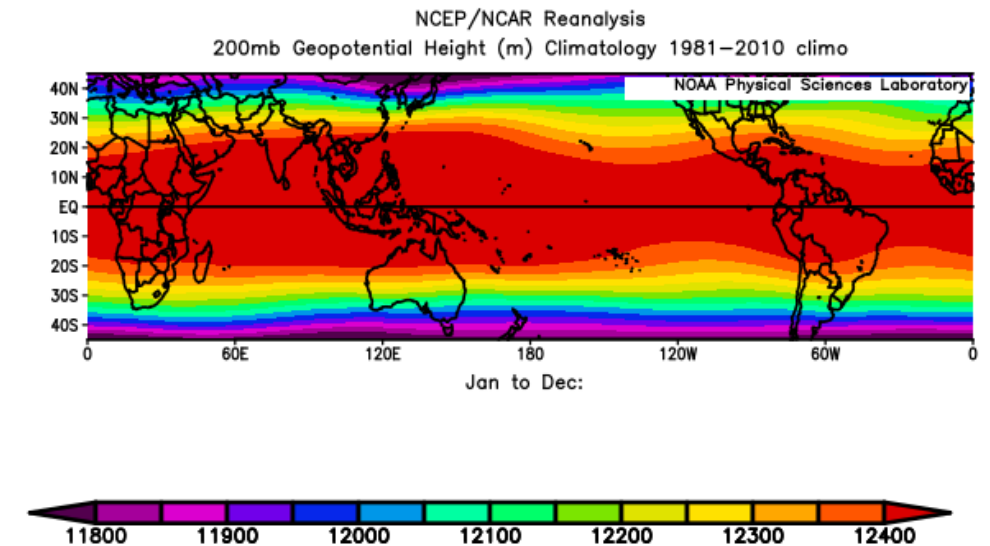 NCEP/NCAR Reanalysis
200mb Geopotential Height (m) Climatology 1981-2010 climo
NOAA Physical Sciences Laboratory
40N
30N
20N
10N
EQ
10S
20S
30S
40S
0 60E 120E 180 120W 60W 0
Jan to Dec:
11800 11900 12000 12100 12200 12300 12400